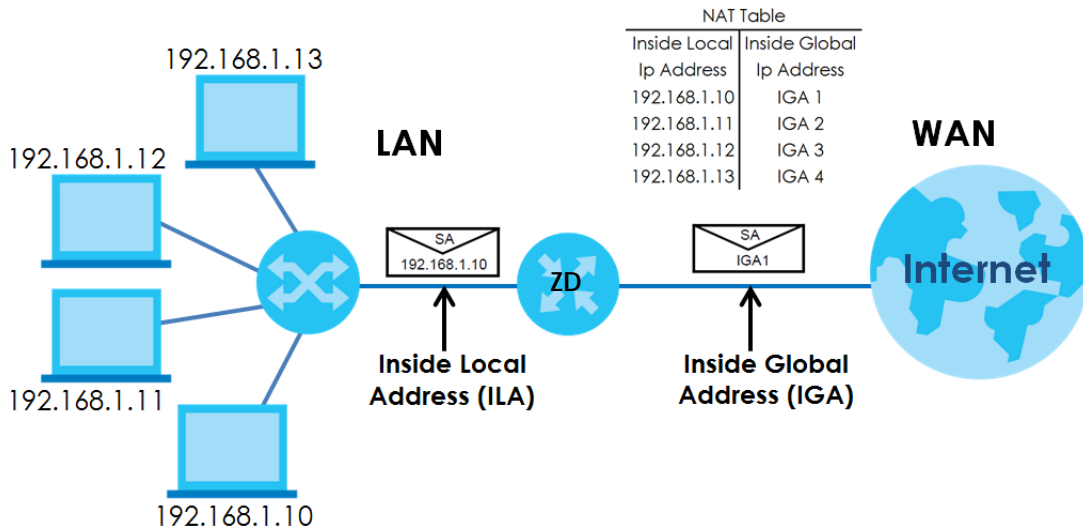 NAT Table
Inside Local Inside Global
Ip Address Ip Address
192.168.1.10 IGA 1
192.168.1.11 IGA 2
192.168.1.12 IGA 3
192.168.1.13 IGA 4
192.168.1.13
LAN
WAN
192.168.1.12
SA
192.168.1.10
ZD
SA
IGA1
Internet
Inside Local
Address (ILA)
Inside Global
Address (IGA)
192.168.1.11
192.168.1.10